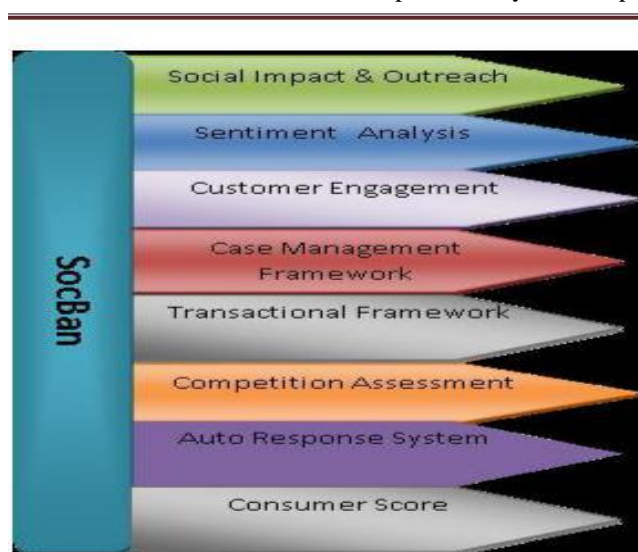 SocBan
Social Impact & Outreach
Sentiment Analysis
Customer Engagement
Case Management
Framework
Transactional Framework
Competition Assessment
Auto Response System
Consumer Score